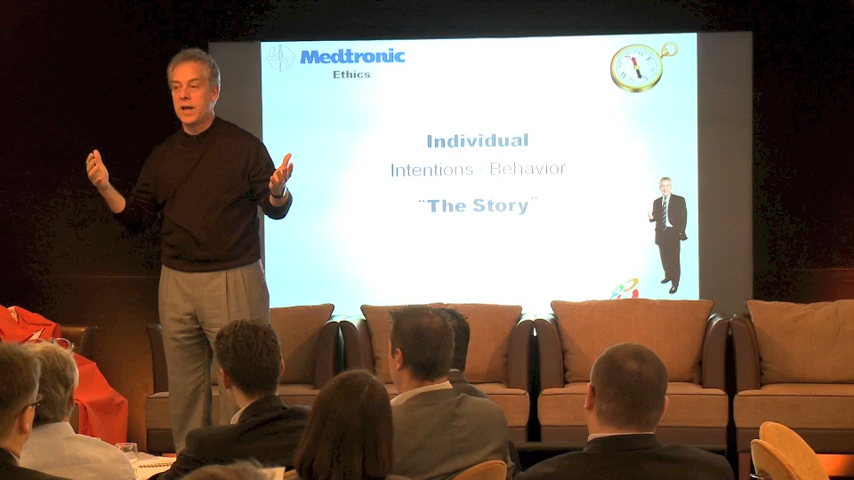 Medtronic
Ethics
Individual
Intentions - Behavior
"The Story"